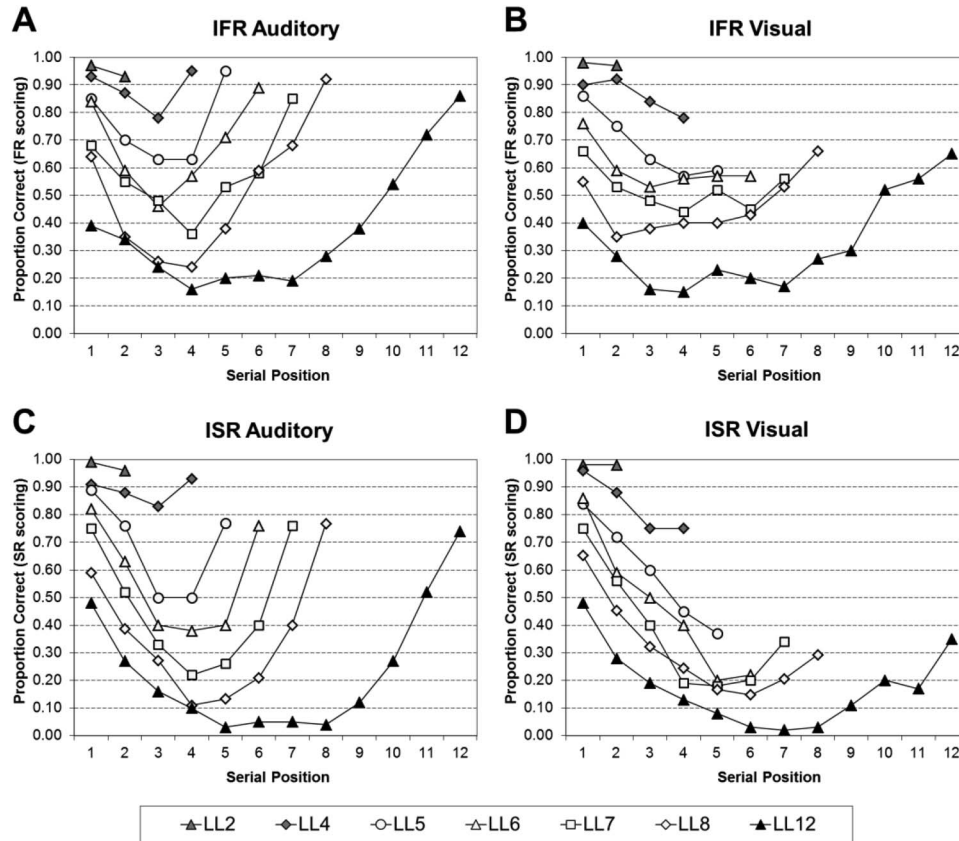 A
IFR Auditory
Proportion Correct (FR scoring)
1.00
0.90
0.80
0.70
0.60
0.50
0.40
0.30
0.20
0.10
0.00
1 2 3 4 5 6 7 8 9 10 11 12
Serial Position
B
IFR Visual
Proportion Correct (FR scoring)
1.00
0.90
0.80
0.70
0.60
0.50
0.40
0.30
0.20
0.10
0.00
1 2 3 4 5 6 7 8 9 10 11 12
Serial Position
C
ISR Auditory
Proportion Correct (SR scoring)
1.00
0.90
0.80
0.70
0.60
0.50
0.40
0.30
0.20
0.10
0.00
1 2 3 4 5 6 7 8 9 10 11 12
Serial Position
D
ISR Visual
Proportion Correct (SR scoring)
1.00
0.90
0.80
0.70
0.60
0.50
0.40
0.30
0.20
0.10
0.00
1 2 3 4 5 6 7 8 9 10 11 12
Serial Position
LL2 LL4 LL5 LL6 LL7 LL8 LL12